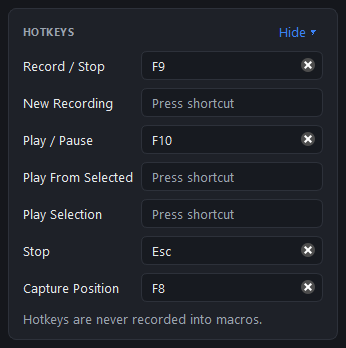 HOTKEYS Hide
Record / Stop F9
New Recording Press shortcut
Play / Pause F10
Play From Selected Press shortcut
Play Selection Press shortcut
Stop Esc
Capture Position F8
Hotkeys are never recorded into macros.